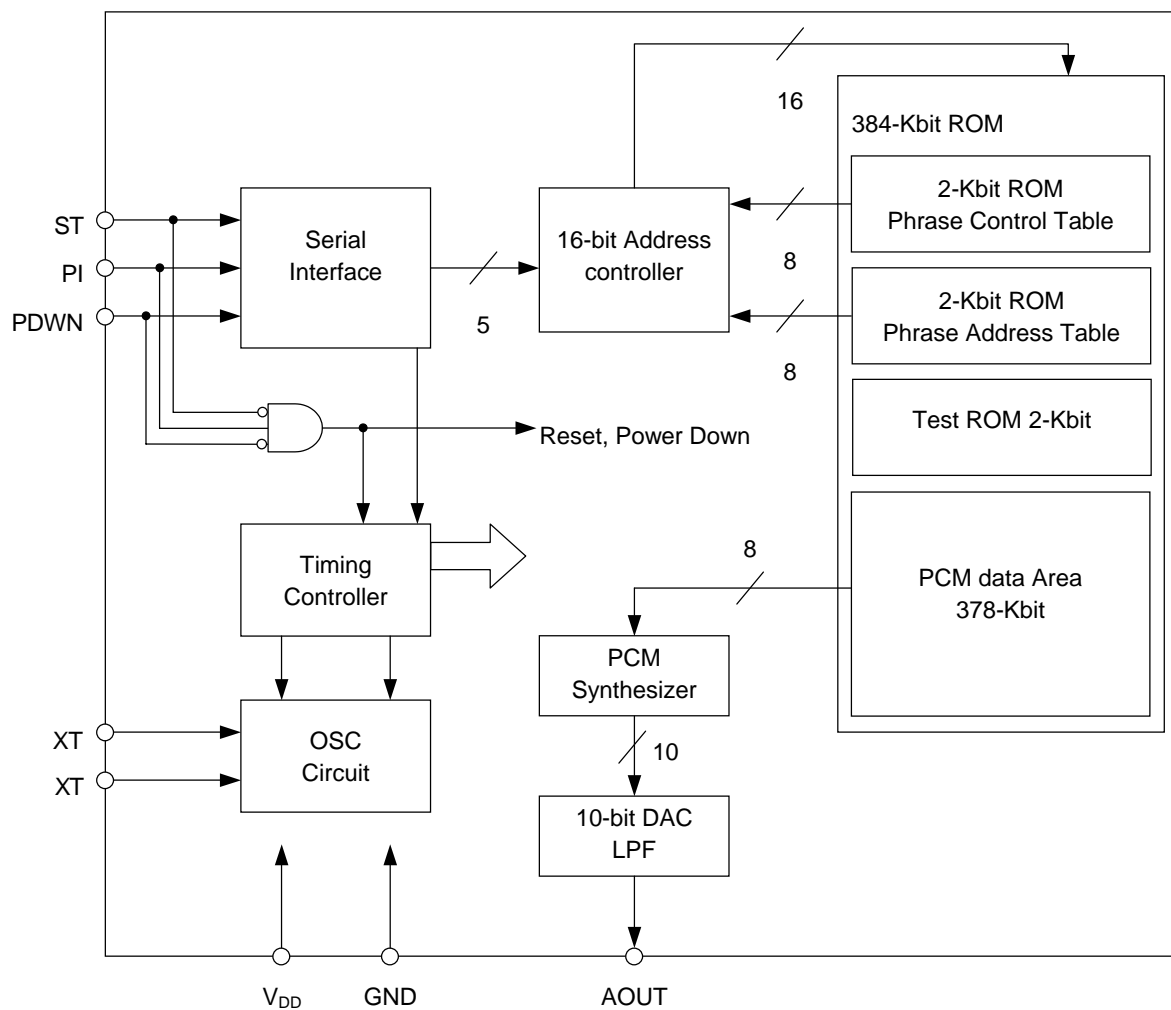 16
384-Kbit ROM
2-Kbit ROM
Phrase Control Table
8
2-Kbit ROM
Phrase Address Table
8
Test ROM 2-Kbit
PCM data Area
378-Kbit
ST
PI
PDWN
Serial
Interface
5
16-bit Address
controller
Reset, Power Down
Timing
Controller
8
PCM
Synthesizer
10
XT
XT
OSC
Circuit
10-bit DAC
LPF
VDD
GND
AOUT